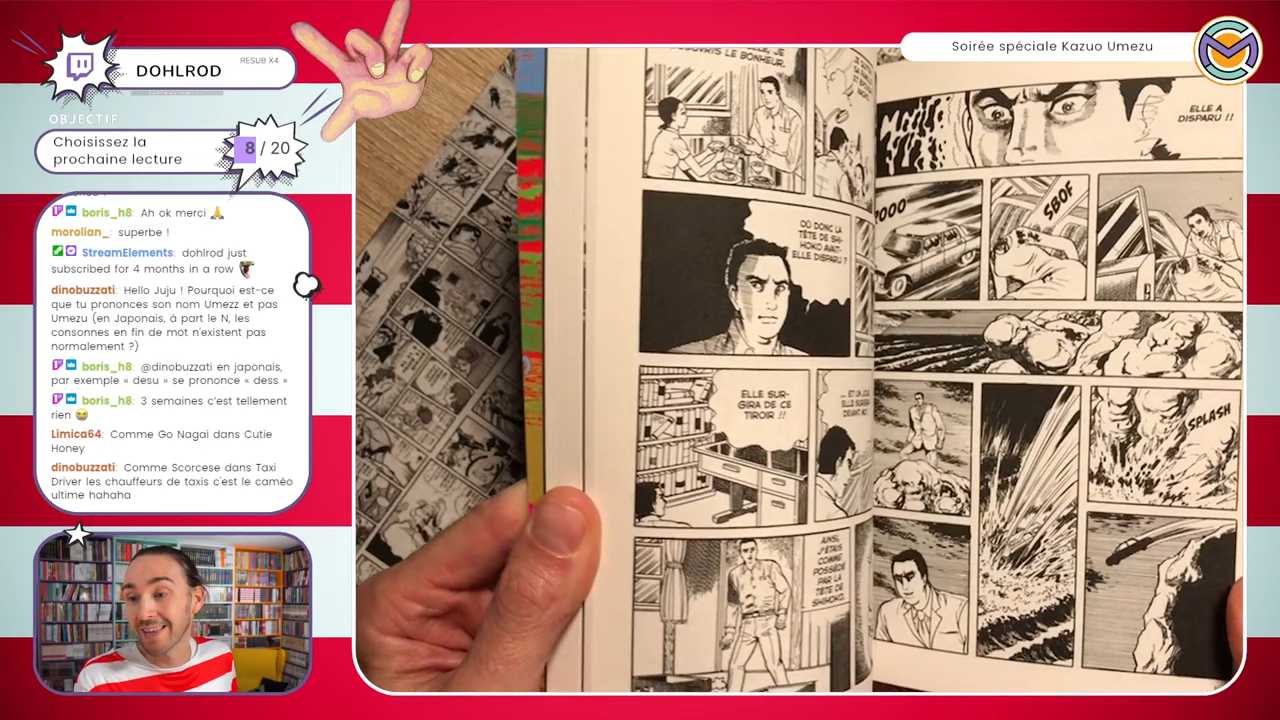 DOHLROD
RESUB X4
OBJECTIF
Choisissez la
prochaine lecture
8 / 20
boris_h8: Ah ok merci 🙏
morolian_: superbe !
StreamElements: dohlrod just
subscribed for 4 months in a row
dinobuzzati: Hello Juju ! Pourquoi est-ce
que tu prononces son nom Umezz et pas
Umezu (en Japonais, à part le N, les
consonnes en fin de mot n'existent pas
normalement ?)
boris_h8: @dinobuzzati en japonais,
par exemple « desu » se prononce « dess »
boris_h8: 3 semaines c'est tellement
rien 😂
Limica64: Comme Go Nagai dans Cutie
Honey
dinobuzzati: Comme Scorcese dans Taxi
Driver les chauffeurs de taxis c'est le caméo
ultime hahaha
Soirée spéciale Kazuo Umezu
LE BONHEUR.
OÙ DONC LA
TÊTE DE SHI-
HOKO AVAIT-
ELLE DISPARU ?
ELLE SUR-
GIRA DE CE
TIROIR !!
... ET UN JOUR
AINSI,
J'ÉTAIS
COMME
POSSÉDÉ
PAR LA
TÊTE DE
SHIHOKO.
ELLE A
DISPARU !!
SBOF
SPLASH